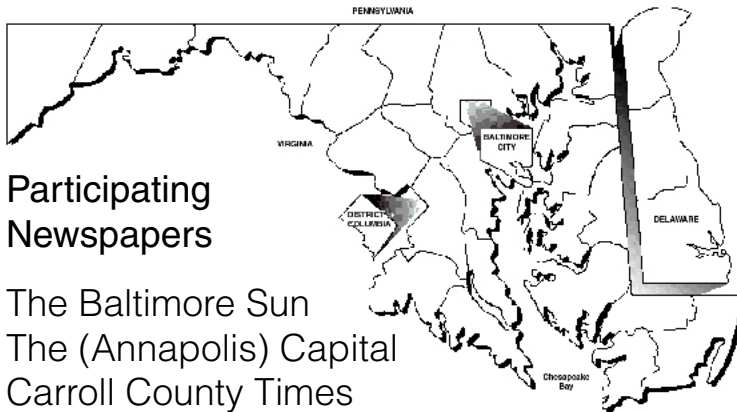 PENNSYLVANIA
VIRGINIA
BALTIMORE
CITY
DISTRICT
COLUMBIA
DELAWARE
Participating
Newspapers
The Baltimore Sun
The (Annapolis) Capital
Carroll County Times
Chesapeake
Bay